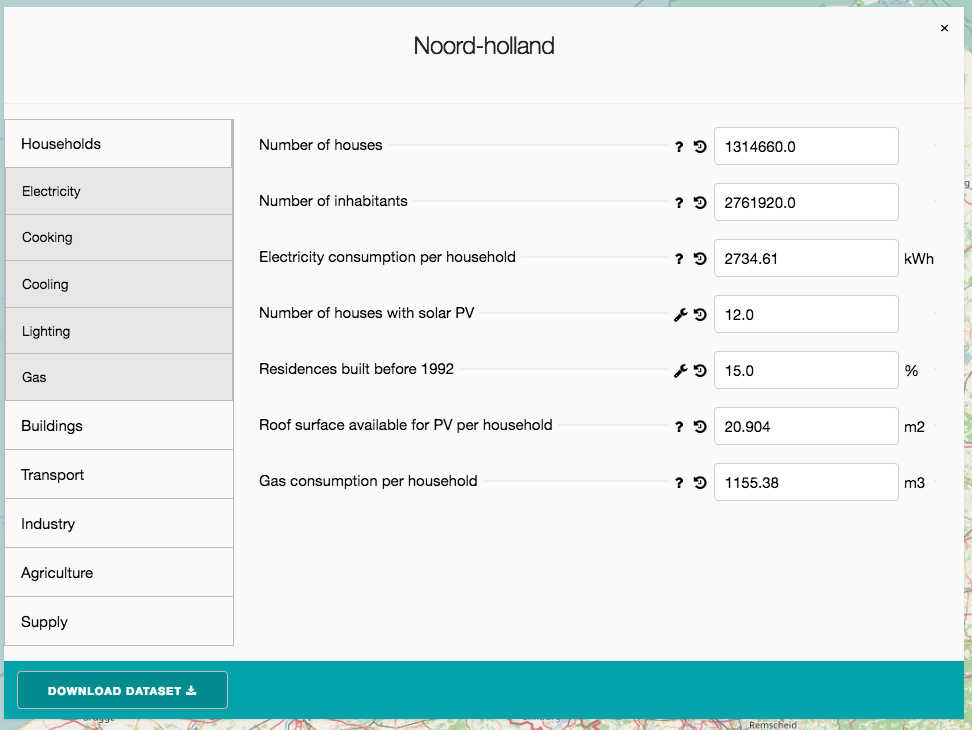 ×
Noord-holland
Households
Electricity
Cooking
Cooling
Lighting
Gas
Buildings
Transport
Industry
Agriculture
Supply
Number of houses ? 1314660.0
Number of inhabitants ? 2761920.0
Electricity consumption per household ? 2734.61 kWh
Number of houses with solar PV 12.0
Residences built before 1992 15.0 %
Roof surface available for PV per household ? 20.904 m2
Gas consumption per household ? 1155.38 m3
DOWNLOAD DATASET
Remscheid